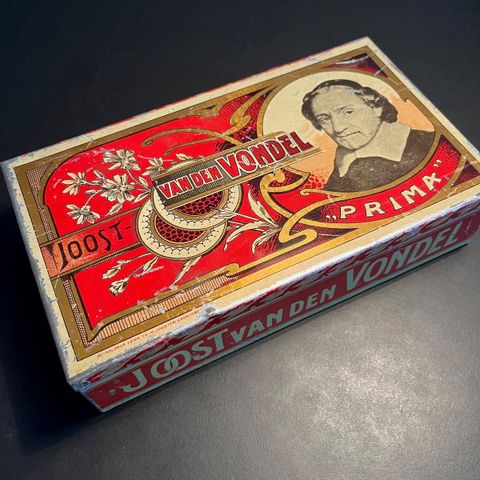 JOOST-
VAN DEN VONDEL
„PRIMA"
JOOST VAN DEN VONDEL